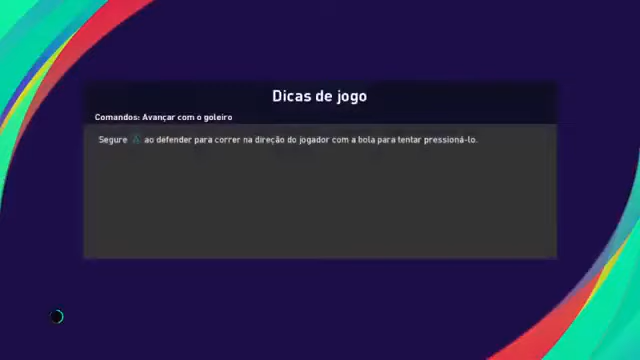 Dicas de jogo
Comandos: Avançar com o goleiro
Segure △ ao defender para correr na direção do jogador com a bola para tentar pressioná-lo.